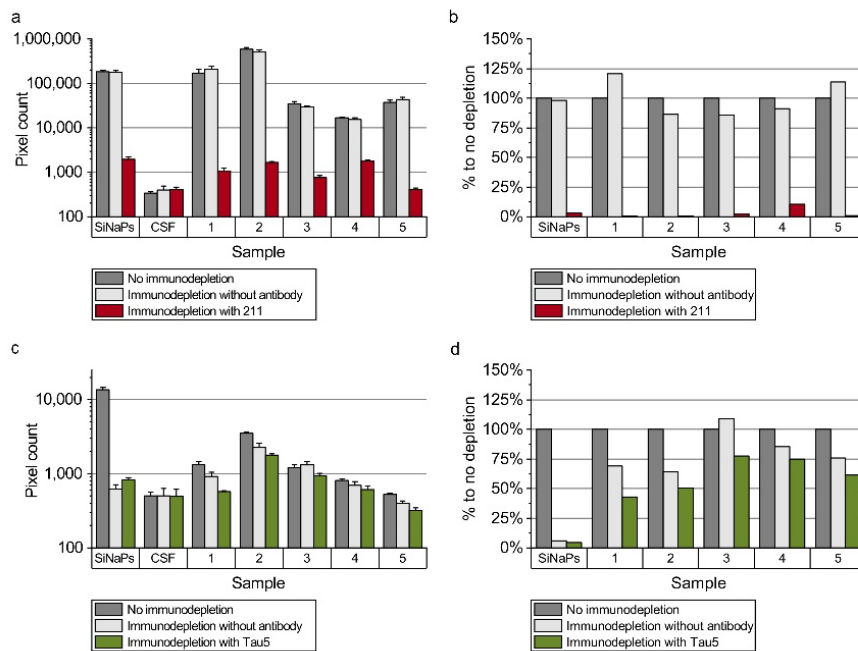 a
1,000,000
100,000
10,000
1,000
100
Pixel count
SiNaPs CSF 1 2 3 4 5
Sample
No immunodepletion
Immunodepletion without antibody
Immunodepletion with 211
b
150%
125%
100%
75%
50%
25%
0%
% to no depletion
SiNaPs 1 2 3 4 5
Sample
No immunodepletion
Immunodepletion without antibody
Immunodepletion with 211
c
10,000
1,000
100
Pixel count
SiNaPs CSF 1 2 3 4 5
Sample
No immunodepletion
Immunodepletion without antibody
Immunodepletion with Tau5
d
150%
125%
100%
75%
50%
25%
0%
% to no depletion
SiNaPs 1 2 3 4 5
Sample
No immunodepletion
Immunodepletion without antibody
Immunodepletion with Tau5